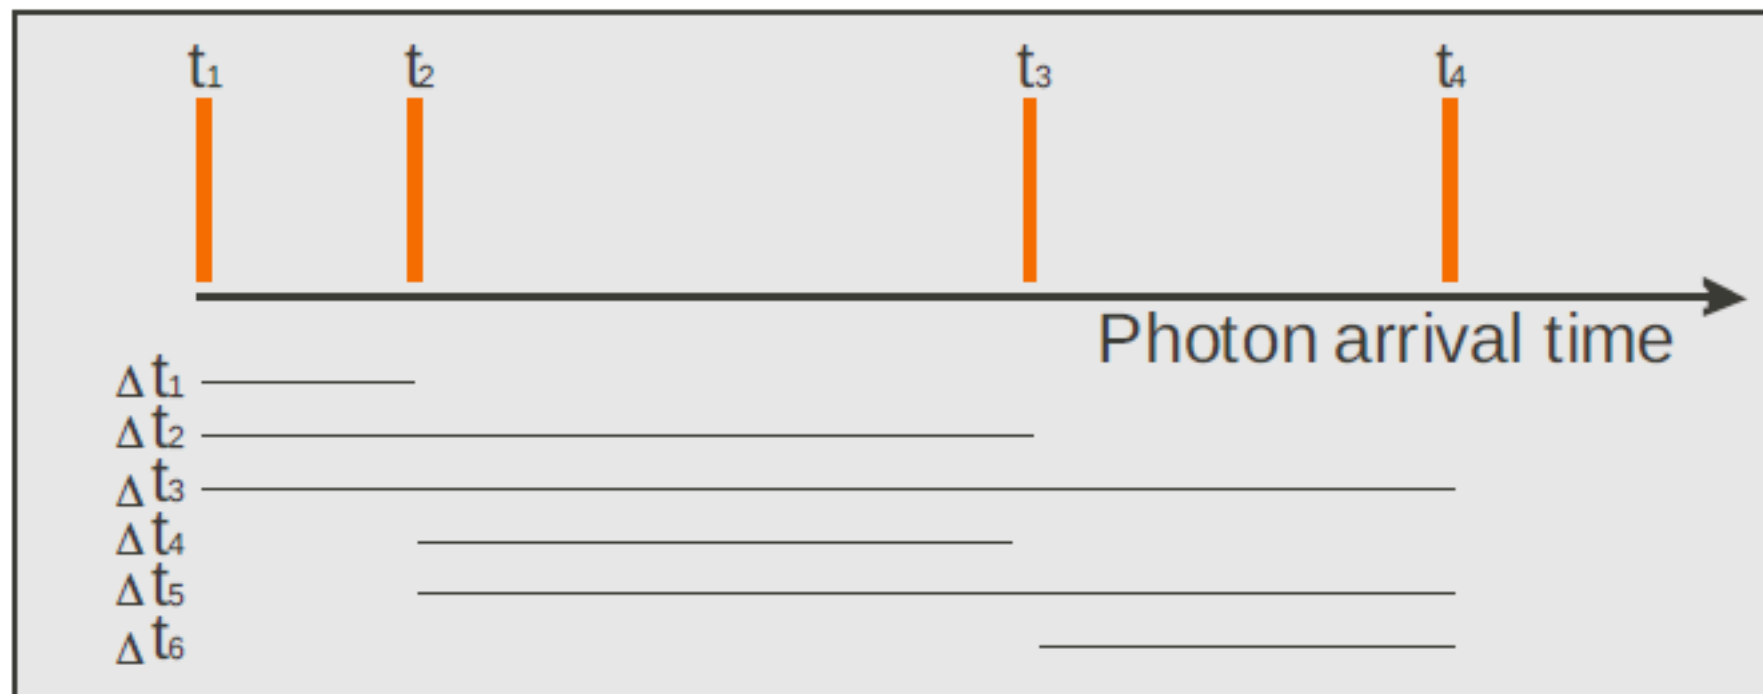 t1 t2 t3 t4
Photon arrival time
Δt1
Δt2
Δt3
Δt4
Δt5
Δt6